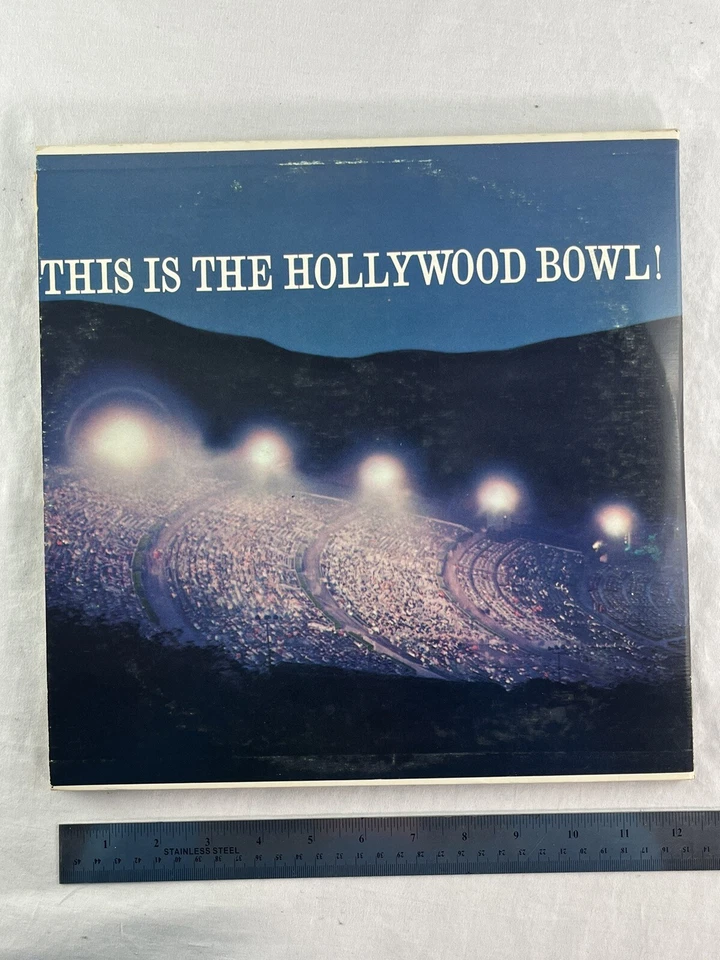 THIS IS THE HOLLYWOOD BOWL!
1 2 3 4 5 6 7 8 9 10 11 12
STAINLESS STEEL